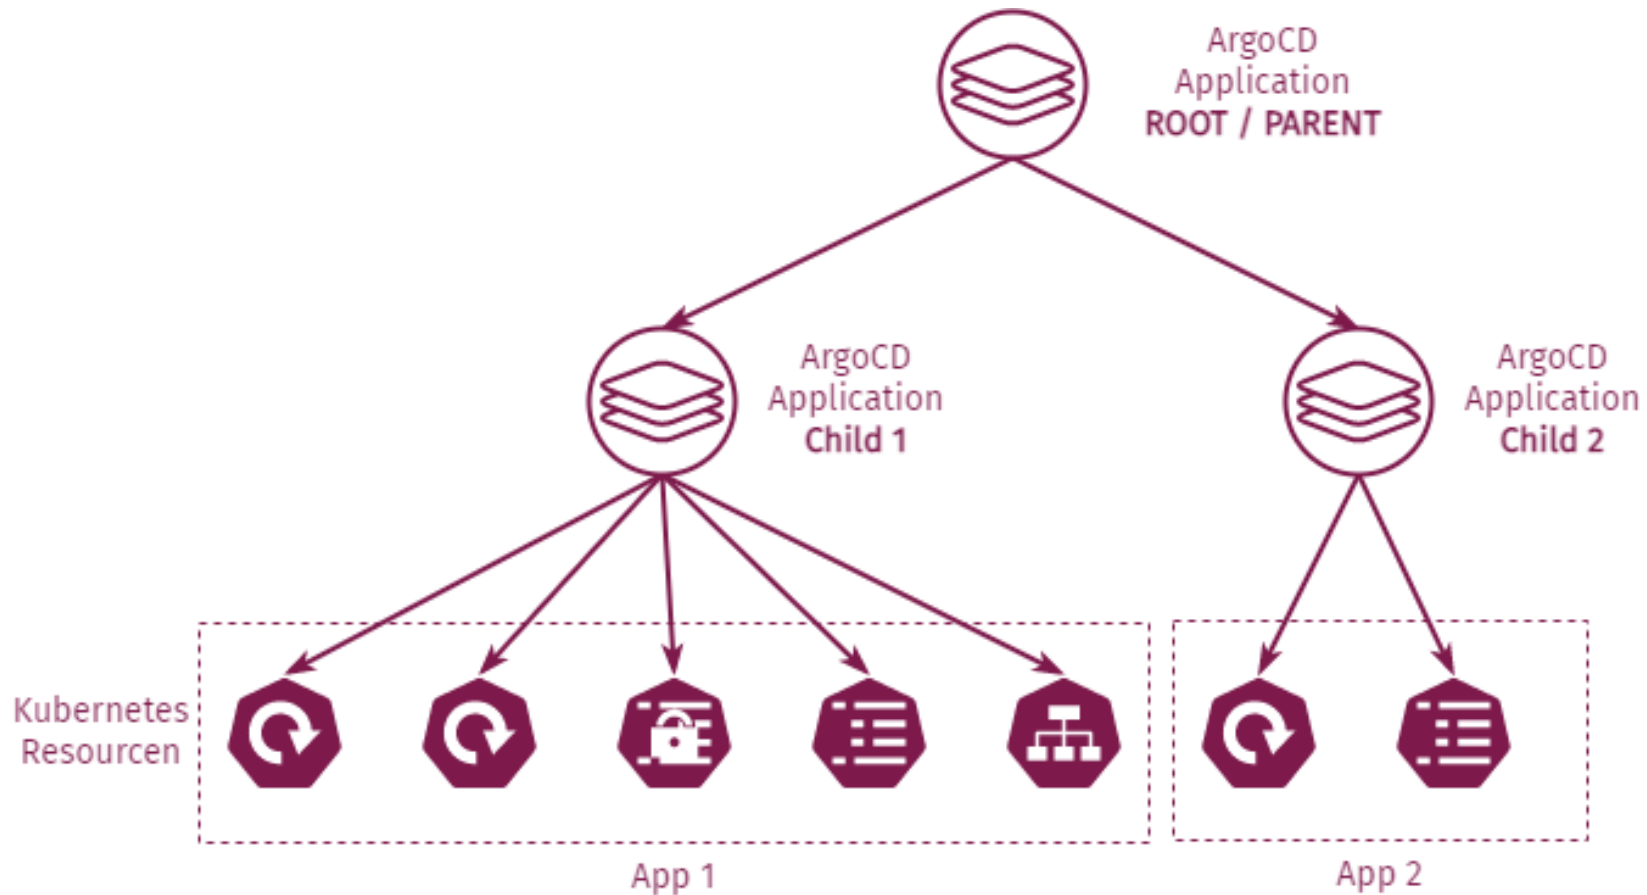 ArgoCD
Application
ROOT / PARENT
ArgoCD
Application
Child 1
ArgoCD
Application
Child 2
Kubernetes
Resourcen
App 1
App 2